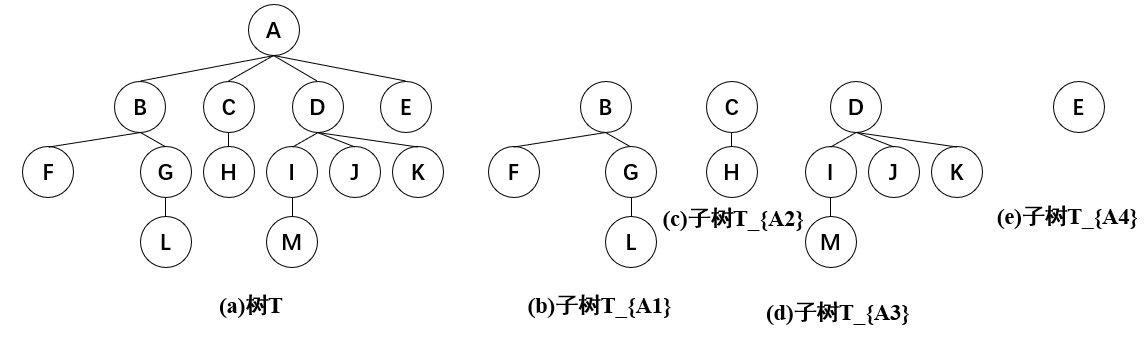 A
B C D E B C D E
F G H I J K F G H I J K
L M L M
(c)子树T_{A2} (e)子树T_{A4}
(a)树T (b)子树T_{A1} (d)子树T_{A3}